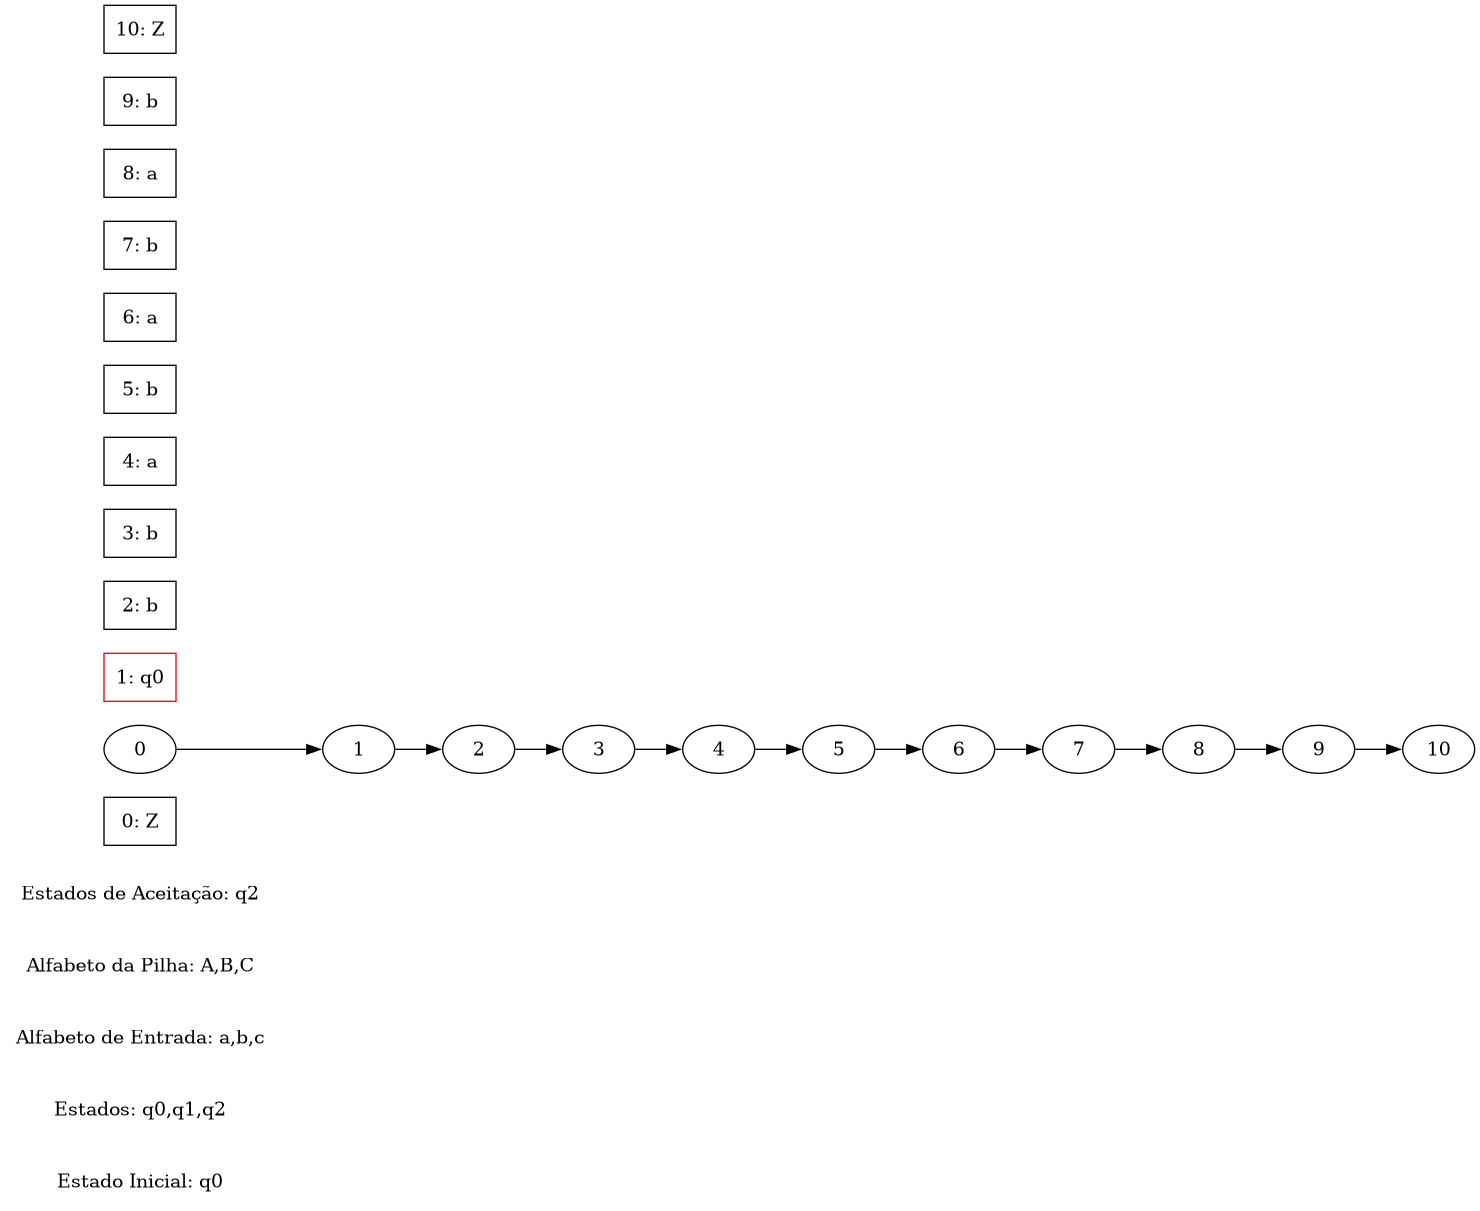 10: Z
9: b
8: a
7: b
6: a
5: b
4: a
3: b
2: b
1: q0
0 1 2 3 4 5 6 7 8 9 10
0: Z
Estados de Aceitação: q2
Alfabeto da Pilha: A,B,C
Alfabeto de Entrada: a,b,c
Estados: q0,q1,q2
Estado Inicial: q0